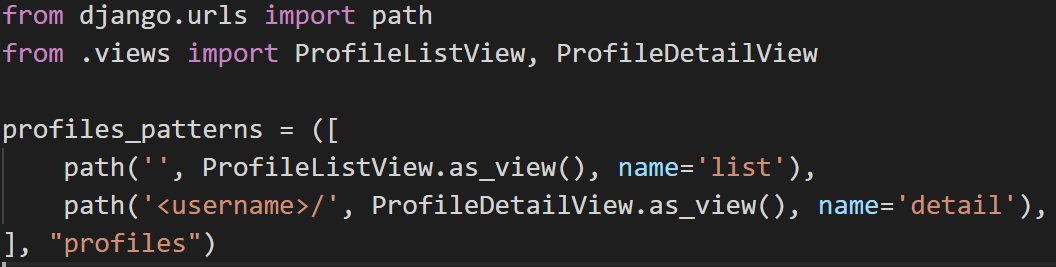 from django.urls import path
from .views import ProfileListView, ProfileDetailView
profiles_patterns = ([
path('', ProfileListView.as_view(), name='list'),
path('<username>/', ProfileDetailView.as_view(), name='detail'),
], "profiles")